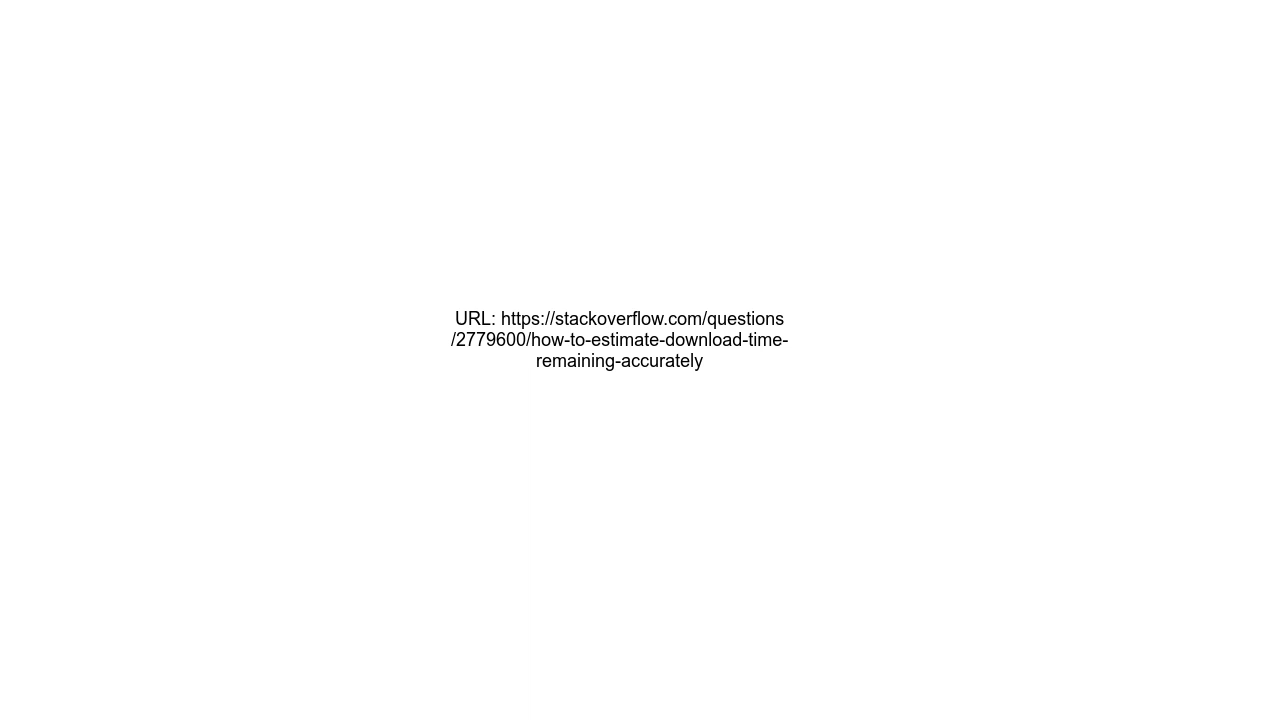 URL: https://stackoverflow.com/questions
/2779600/how-to-estimate-download-time-
remaining-accurately